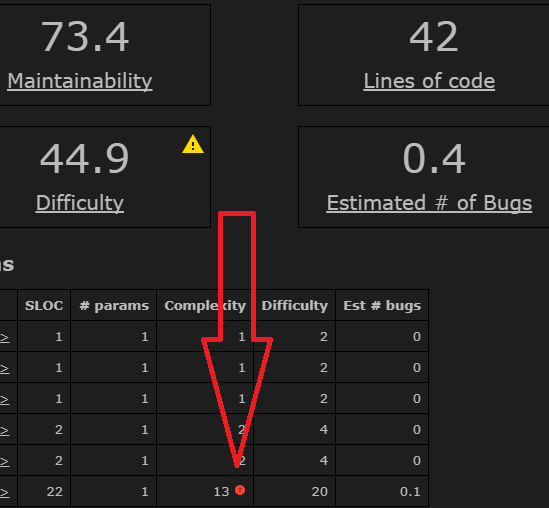 73.4 42
Maintainability Lines of code
44.9 0.4
Difficulty Estimated # of Bugs
SLOC # params Complexity Difficulty Est # bugs
> 1 1 1 2 0
> 1 1 1 2 0
> 1 1 1 2 0
> 2 1 2 4 0
> 2 1 2 4 0
> 22 1 13 20 0.1